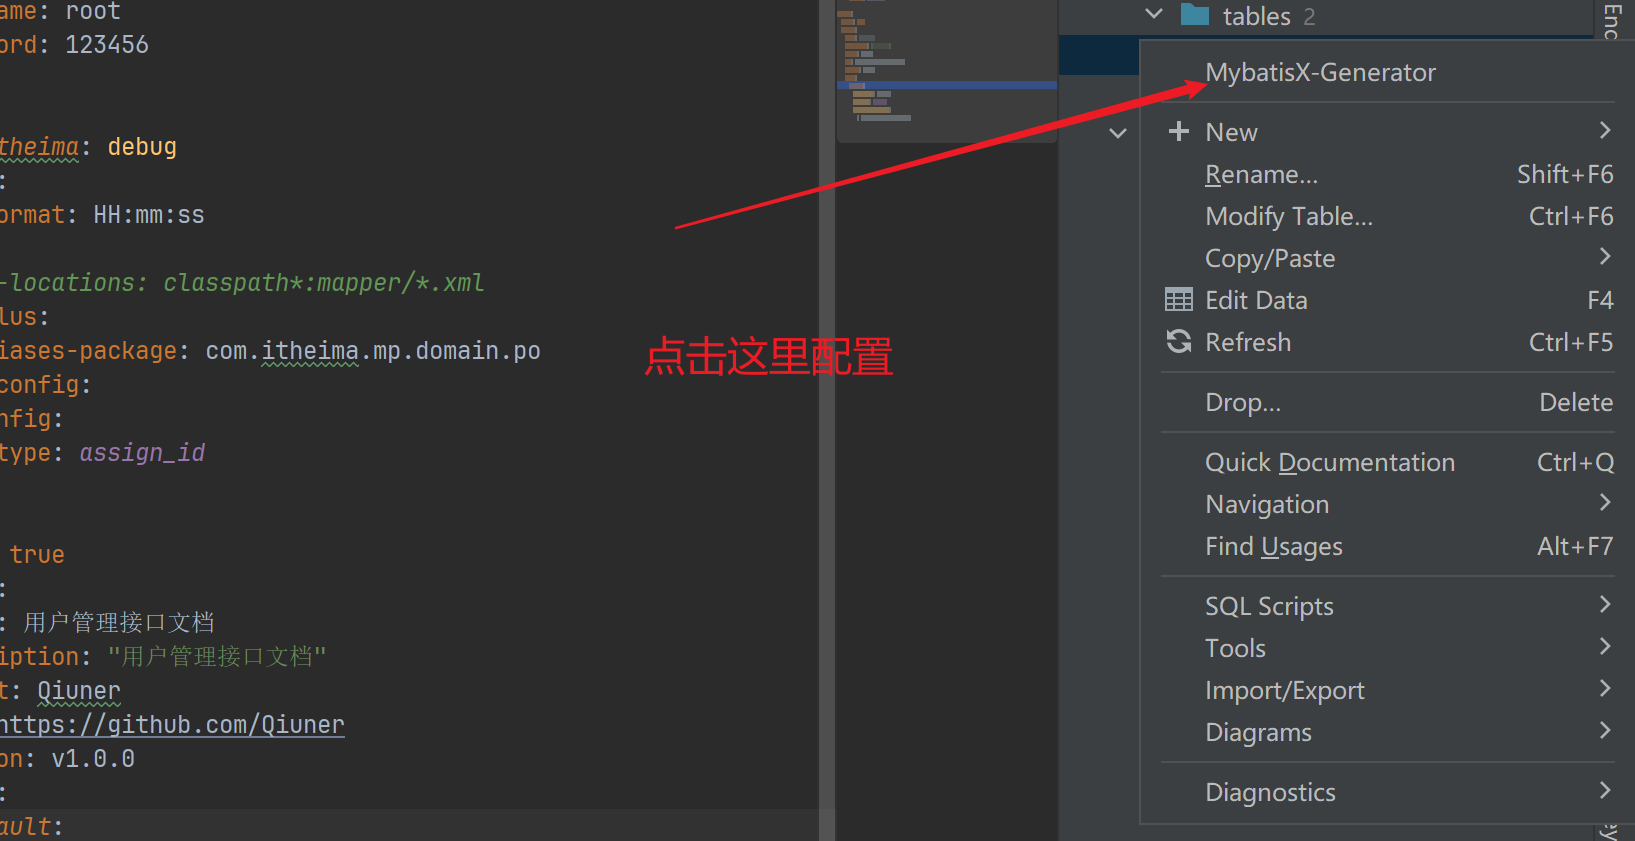 ame: root
ord: 123456
theima: debug
:
ormat: HH:mm:ss
-locations: classpath*:mapper/*.xml
lus:
iases-package: com.itheima.mp.domain.po
config:
nfig:
type: assign_id
true
:
: 用户管理接口文档
iption: "用户管理接口文档"
t: Qiuner
https://github.com/Qiuner
on: v1.0.0
:
ault:
点击这里配置
tables 2
MybatisX-Generator
New
Rename... Shift+F6
Modify Table... Ctrl+F6
Copy/Paste
Edit Data F4
Refresh Ctrl+F5
Drop... Delete
Quick Documentation Ctrl+Q
Navigation
Find Usages Alt+F7
SQL Scripts
Tools
Import/Export
Diagrams
Diagnostics